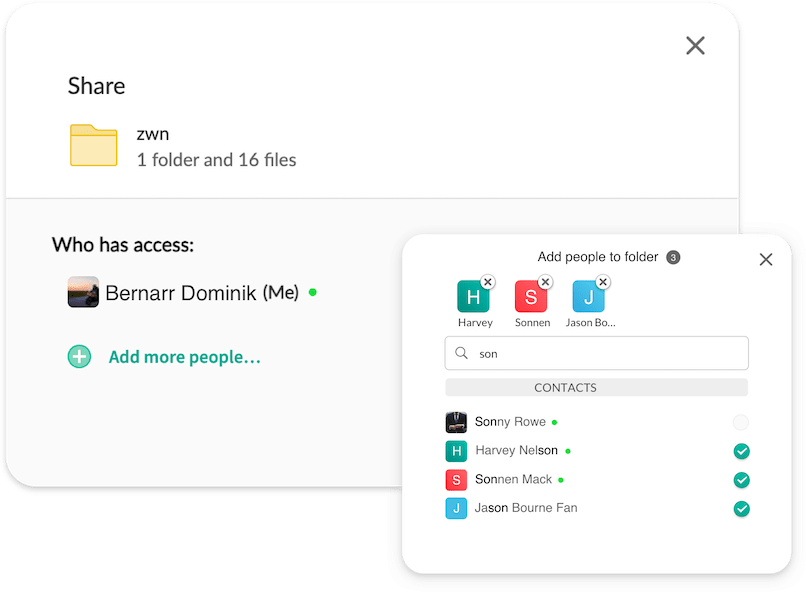 Share
zwn
1 folder and 16 files
Who has access:
Bernarr Dominik (Me)
Add more people...
Add people to folder 3
H S J
Harvey Sonnen Jason Bo...
son
CONTACTS
Sonny Rowe
H Harvey Nelson
S Sonnen Mack
J Jason Bourne Fan